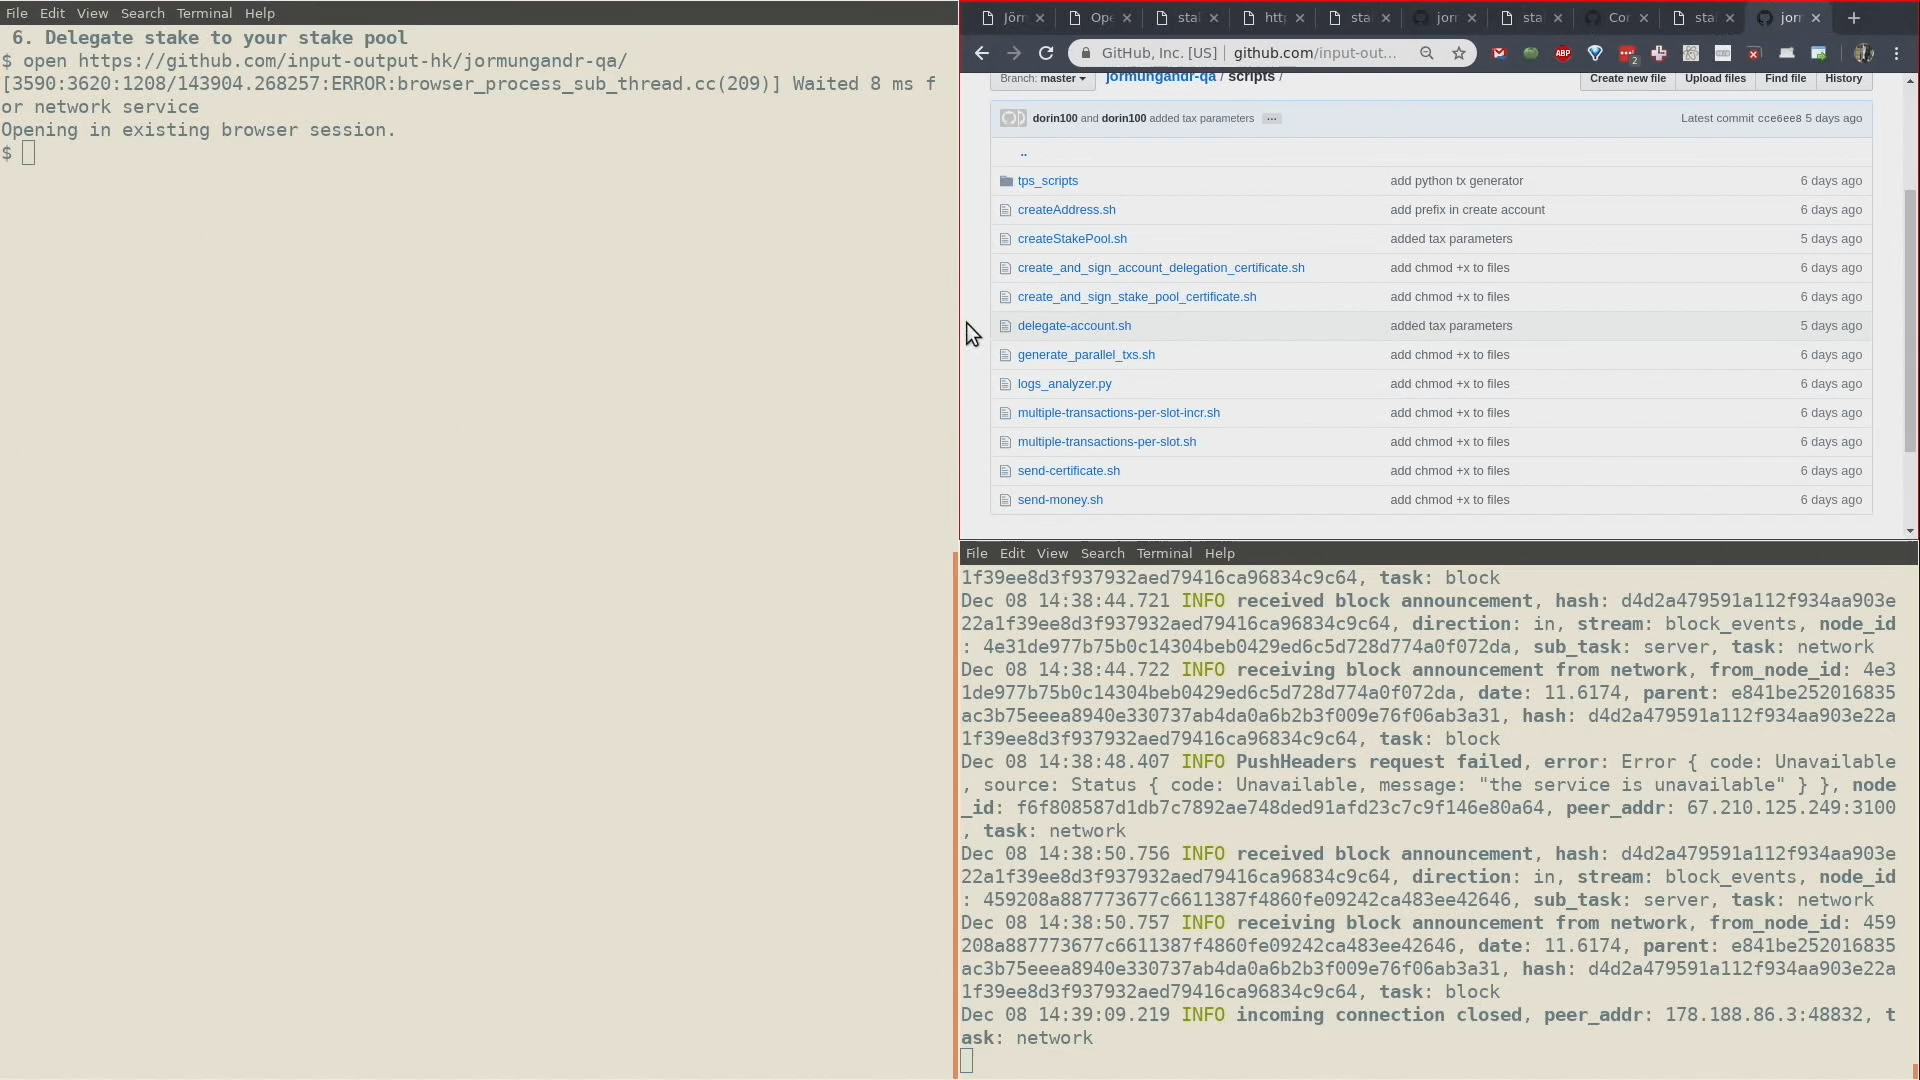 File Edit View Search Terminal Help
6. Delegate stake to your stake pool
$ open https://github.com/input-output-hk/jormungandr-qa/
[3590:3620:1208/143904.268257:ERROR:browser_process_sub_thread.cc(209)] Waited 8 ms f
or network service
Opening in existing browser session.
$
Jör Ope stal htt stal jor stal Cor stal jor
GitHub, Inc. [US] github.com/input-out...
Branch: master jormungandr-qa / scripts / Create new file Upload files Find file History
dorin100 and dorin100 added tax parameters ... Latest commit cce6ee8 5 days ago
..
tps_scripts add python tx generator 6 days ago
createAddress.sh add prefix in create account 6 days ago
createStakePool.sh added tax parameters 5 days ago
create_and_sign_account_delegation_certificate.sh add chmod +x to files 6 days ago
create_and_sign_stake_pool_certificate.sh add chmod +x to files 6 days ago
delegate-account.sh added tax parameters 5 days ago
generate_parallel_txs.sh add chmod +x to files 6 days ago
logs_analyzer.py add chmod +x to files 6 days ago
multiple-transactions-per-slot-incr.sh add chmod +x to files 6 days ago
multiple-transactions-per-slot.sh add chmod +x to files 6 days ago
send-certificate.sh add chmod +x to files 6 days ago
send-money.sh add chmod +x to files 6 days ago
File Edit View Search Terminal Help
1f39ee8d3f937932aed79416ca96834c9c64, task: block
Dec 08 14:38:44.721 INFO received block announcement, hash: d4d2a479591a112f934aa903e
22a1f39ee8d3f937932aed79416ca96834c9c64, direction: in, stream: block_events, node_id
: 4e31de977b75b0c14304beb0429ed6c5d728d774a0f072da, sub_task: server, task: network
Dec 08 14:38:44.722 INFO receiving block announcement from network, from_node_id: 4e3
1de977b75b0c14304beb0429ed6c5d728d774a0f072da, date: 11.6174, parent: e841be252016835
ac3b75eeea8940e330737ab4da0a6b2b3f009e76f06ab3a31, hash: d4d2a479591a112f934aa903e22a
1f39ee8d3f937932aed79416ca96834c9c64, task: block
Dec 08 14:38:48.407 INFO PushHeaders request failed, error: Error { code: Unavailable
, source: Status { code: Unavailable, message: "the service is unavailable" } }, node
_id: f6f808587d1db7c7892ae748ded91afd23c7c9f146e80a64, peer_addr: 67.210.125.249:3100
, task: network
Dec 08 14:38:50.756 INFO received block announcement, hash: d4d2a479591a112f934aa903e
22a1f39ee8d3f937932aed79416ca96834c9c64, direction: in, stream: block_events, node_id
: 459208a887773677c6611387f4860fe09242ca483ee42646, sub_task: server, task: network
Dec 08 14:38:50.757 INFO receiving block announcement from network, from_node_id: 459
208a887773677c6611387f4860fe09242ca483ee42646, date: 11.6174, parent: e841be252016835
ac3b75eeea8940e330737ab4da0a6b2b3f009e76f06ab3a31, hash: d4d2a479591a112f934aa903e22a
1f39ee8d3f937932aed79416ca96834c9c64, task: block
Dec 08 14:39:09.219 INFO incoming connection closed, peer_addr: 178.188.86.3:48832, t
ask: network